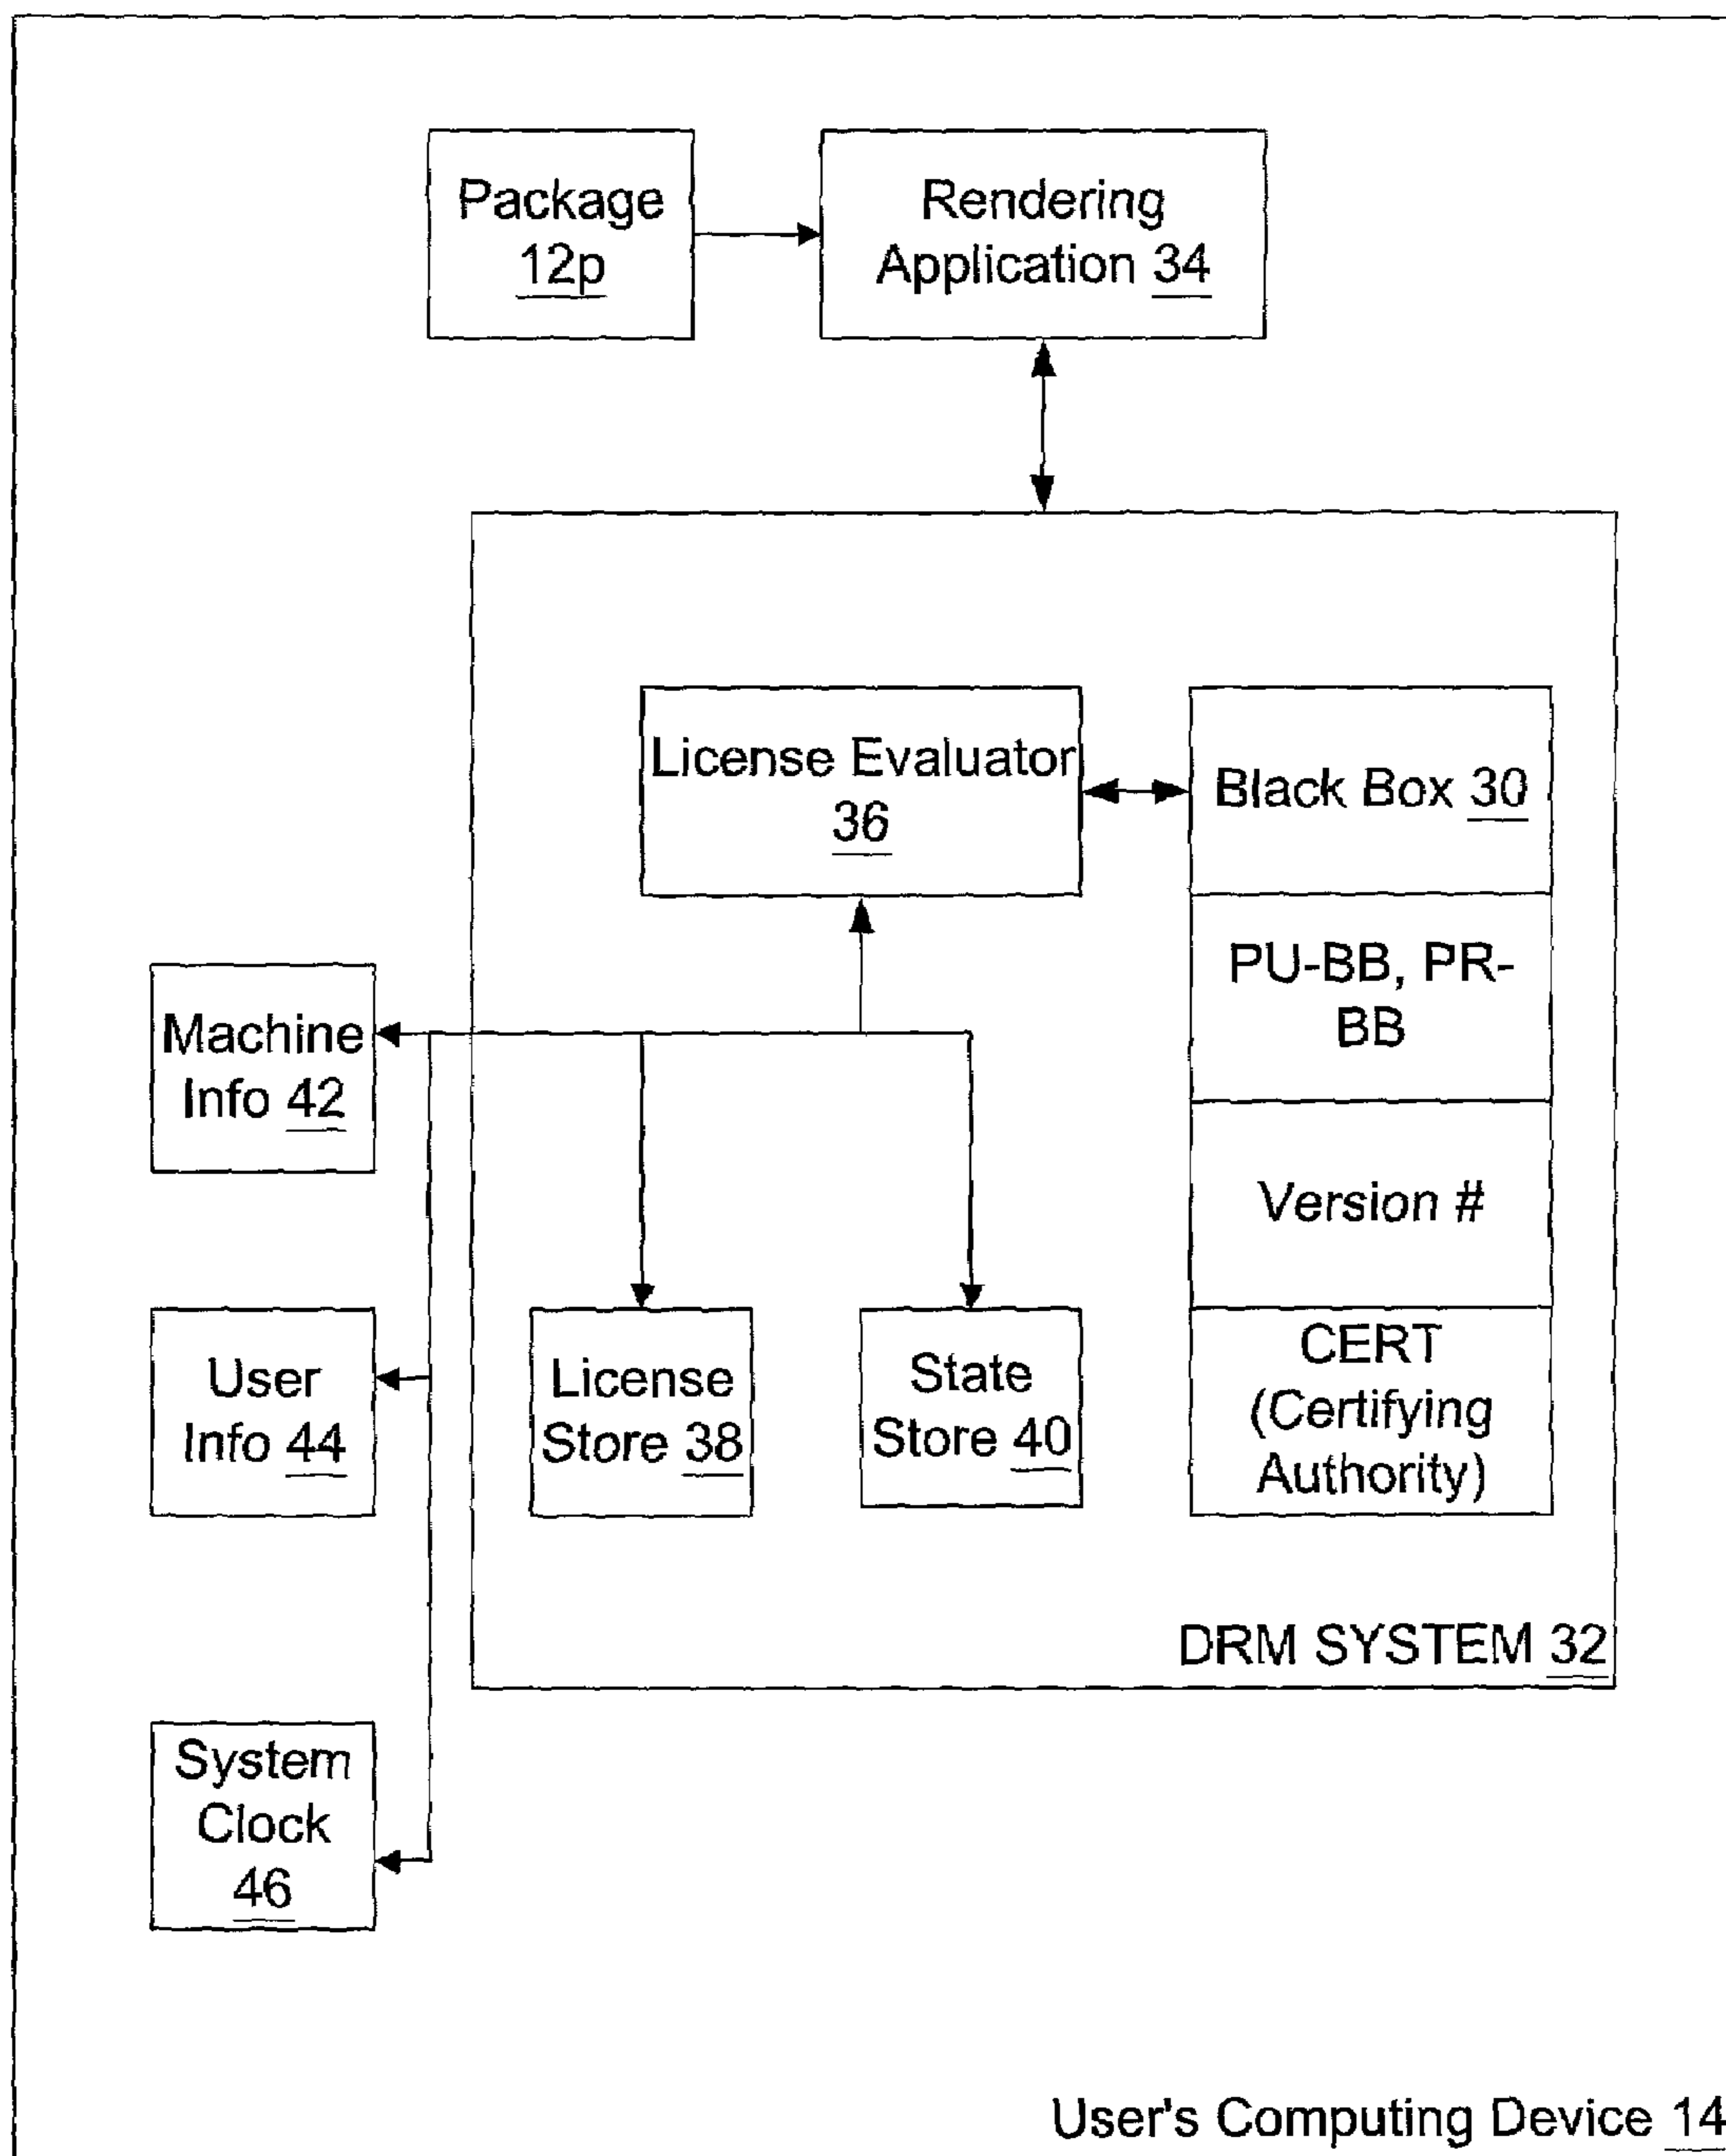 Package
12p
Rendering
Application 34
License Evaluator
36
Black Box 30
PU-BB, PR-
BB
Version #
CERT
(Certifying
Authority)
Machine
Info 42
User
Info 44
License
Store 38
State
Store 40
System
Clock
46
DRM SYSTEM 32
User's Computing Device 14